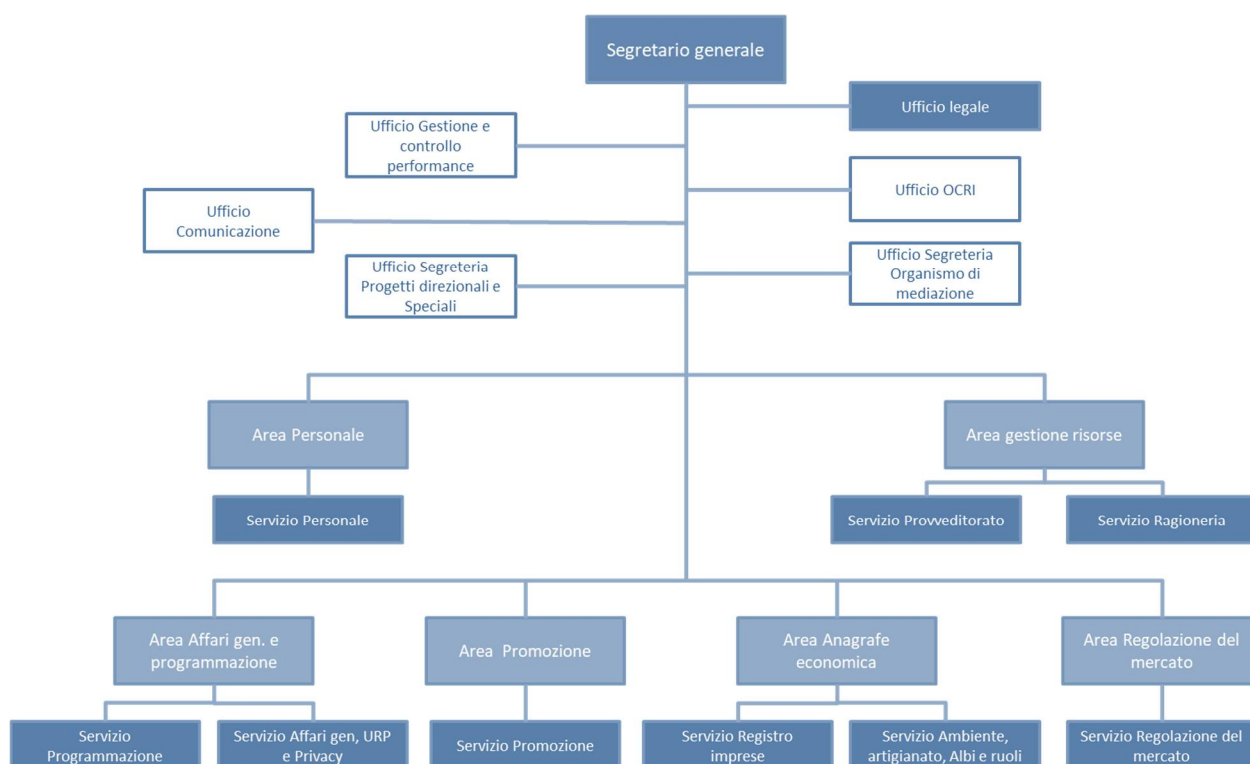 Segretario generale
Ufficio legale
Ufficio Gestione e
controllo
performance
Ufficio OCRI
Ufficio
Comunicazione
Ufficio Segreteria
Progetti direzionali e
Speciali
Ufficio Segreteria
Organismo di
mediazione
Area Personale
Area gestione risorse
Servizio Personale
Servizio Provveditorato
Servizio Ragioneria
Area Affari gen. e
programmazione
Area Promozione
Area Anagrafe
economica
Area Regolazione del
mercato
Servizio
Programmazione
Servizio Affari gen, URP
e Privacy
Servizio Promozione
Servizio Registro
imprese
Servizio Ambiente,
artigianato, Albi e ruoli
Servizio Regolazione del
mercato